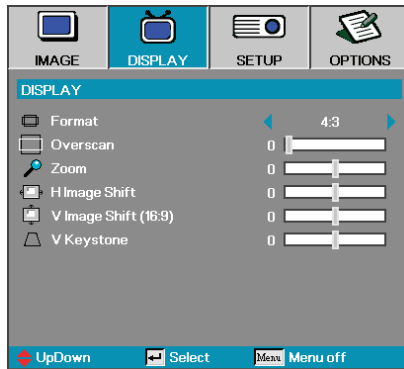 IMAGE DISPLAY SETUP OPTIONS
DISPLAY
Format 4:3
Overscan 0
Zoom 0
H Image Shift 0
V Image Shift (16:9) 0
V Keystone 0
UpDown Select Menu Menu off